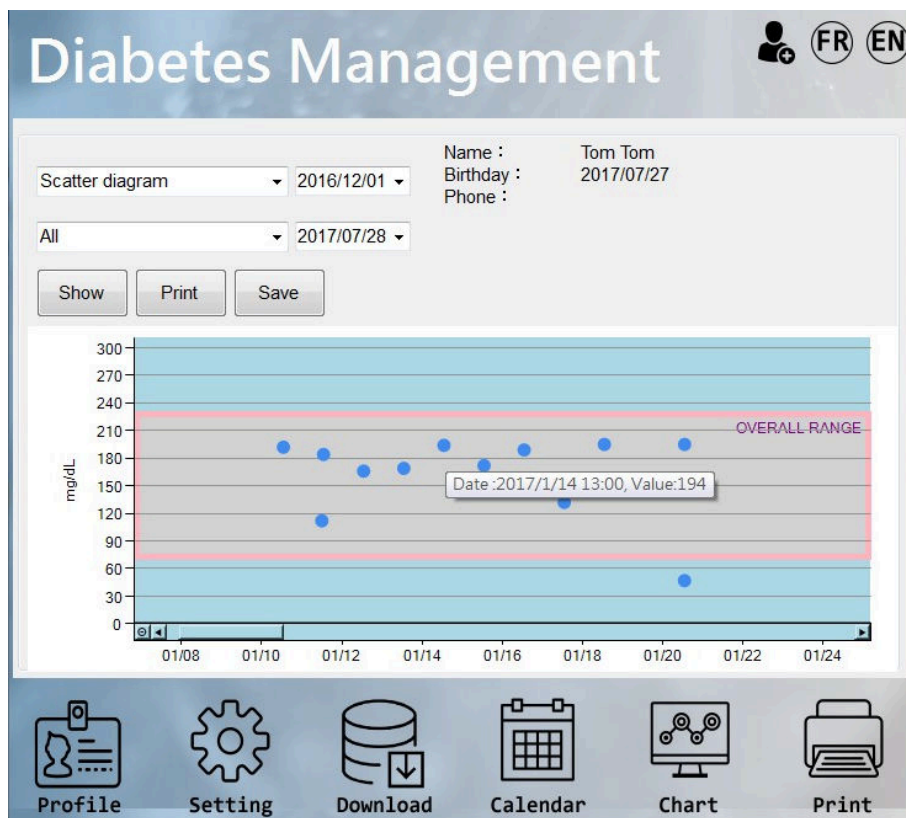 Diabetes Management
FR EN
Name : Tom Tom
Scatter diagram 2016/12/01 Birthday : 2017/07/27
Phone :
All 2017/07/28
Show Print Save
300
270
240
210 OVERALL RANGE
180
mg/dL
150 Date :2017/1/14 13:00, Value:194
120
90
60
30
0
01/08 01/10 01/12 01/14 01/16 01/18 01/20 01/22 01/24
Profile Setting Download Calendar Chart Print